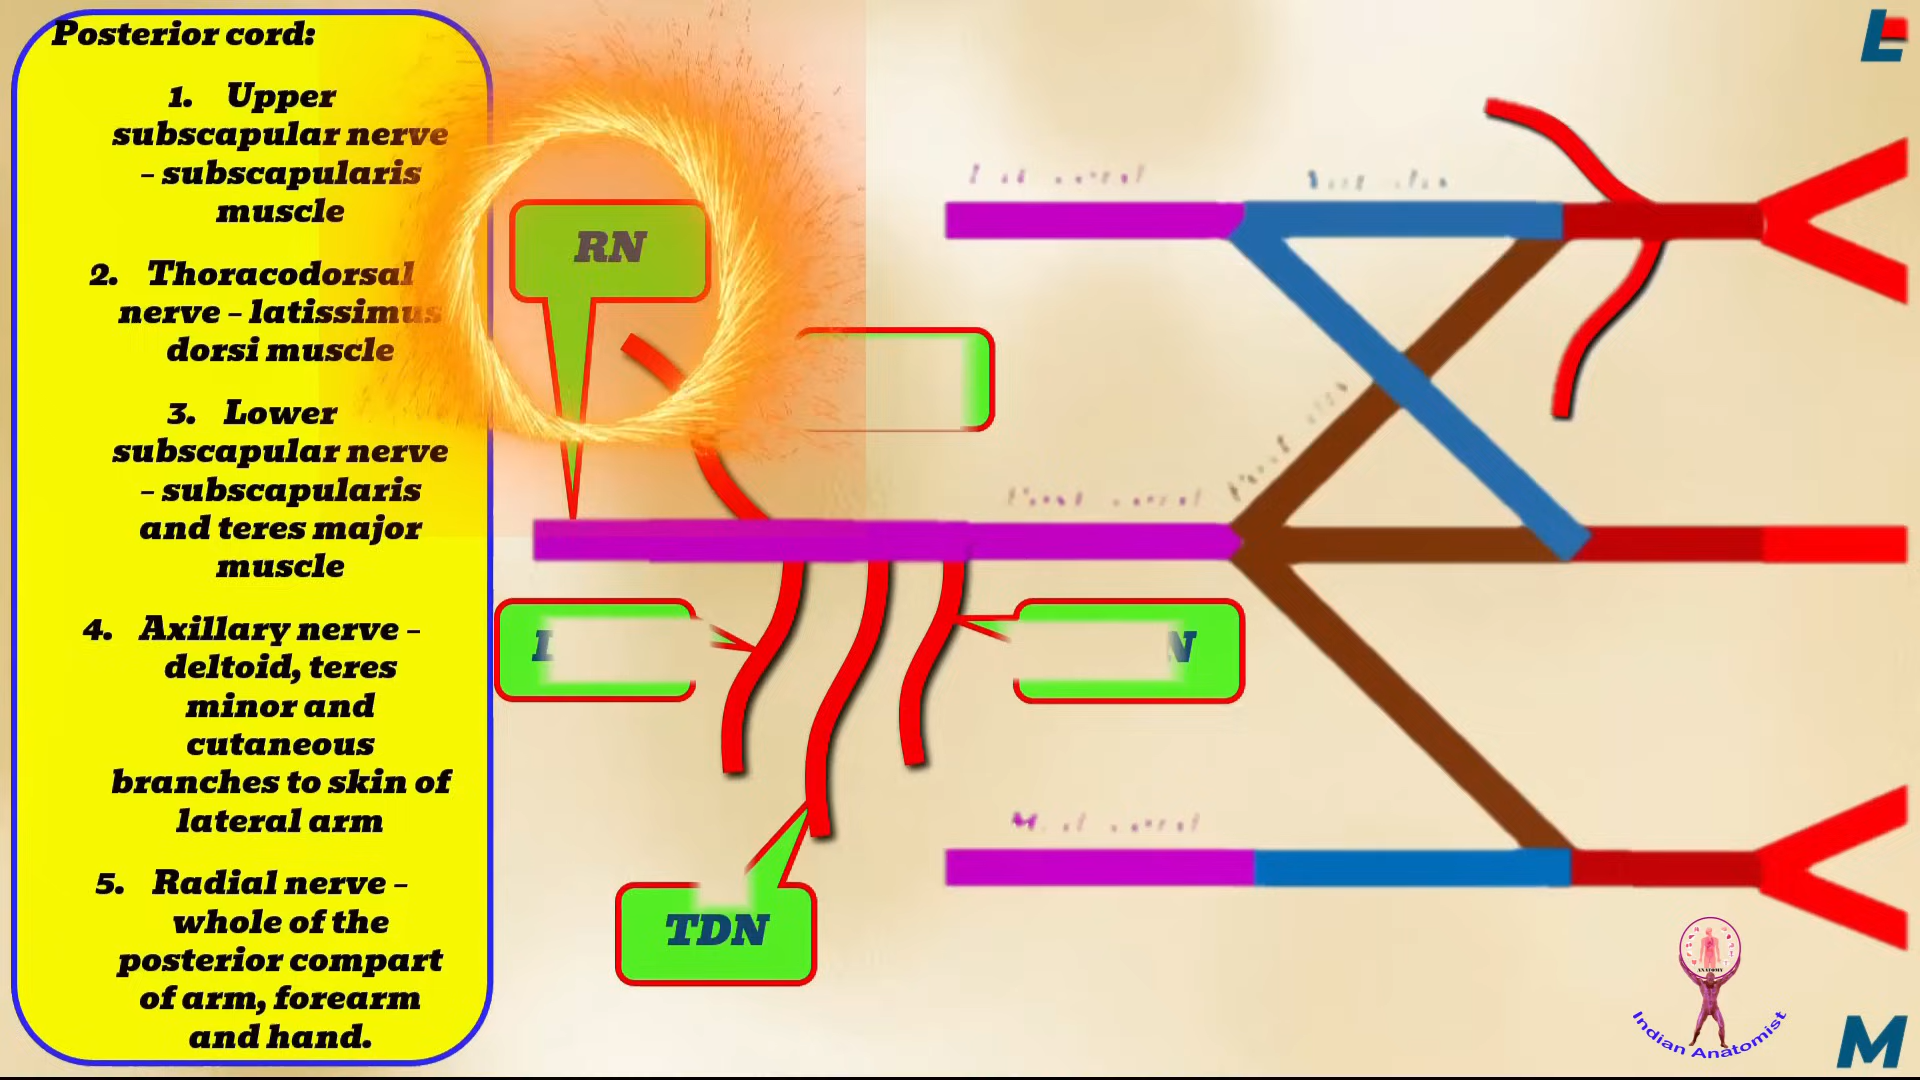 Posterior cord:
1. Upper
subscapular nerve
– subscapularis
muscle
2. Thoracodorsal
nerve – latissimus
dorsi muscle
3. Lower
subscapular nerve
– subscapularis
and teres major
muscle
4. Axillary nerve –
deltoid, teres
minor and
cutaneous
branches to skin of
lateral arm
5. Radial nerve –
whole of the
posterior compart
of arm, forearm
and hand.
RN
TDN
L
M
ANATOMY
Indian Anatomist